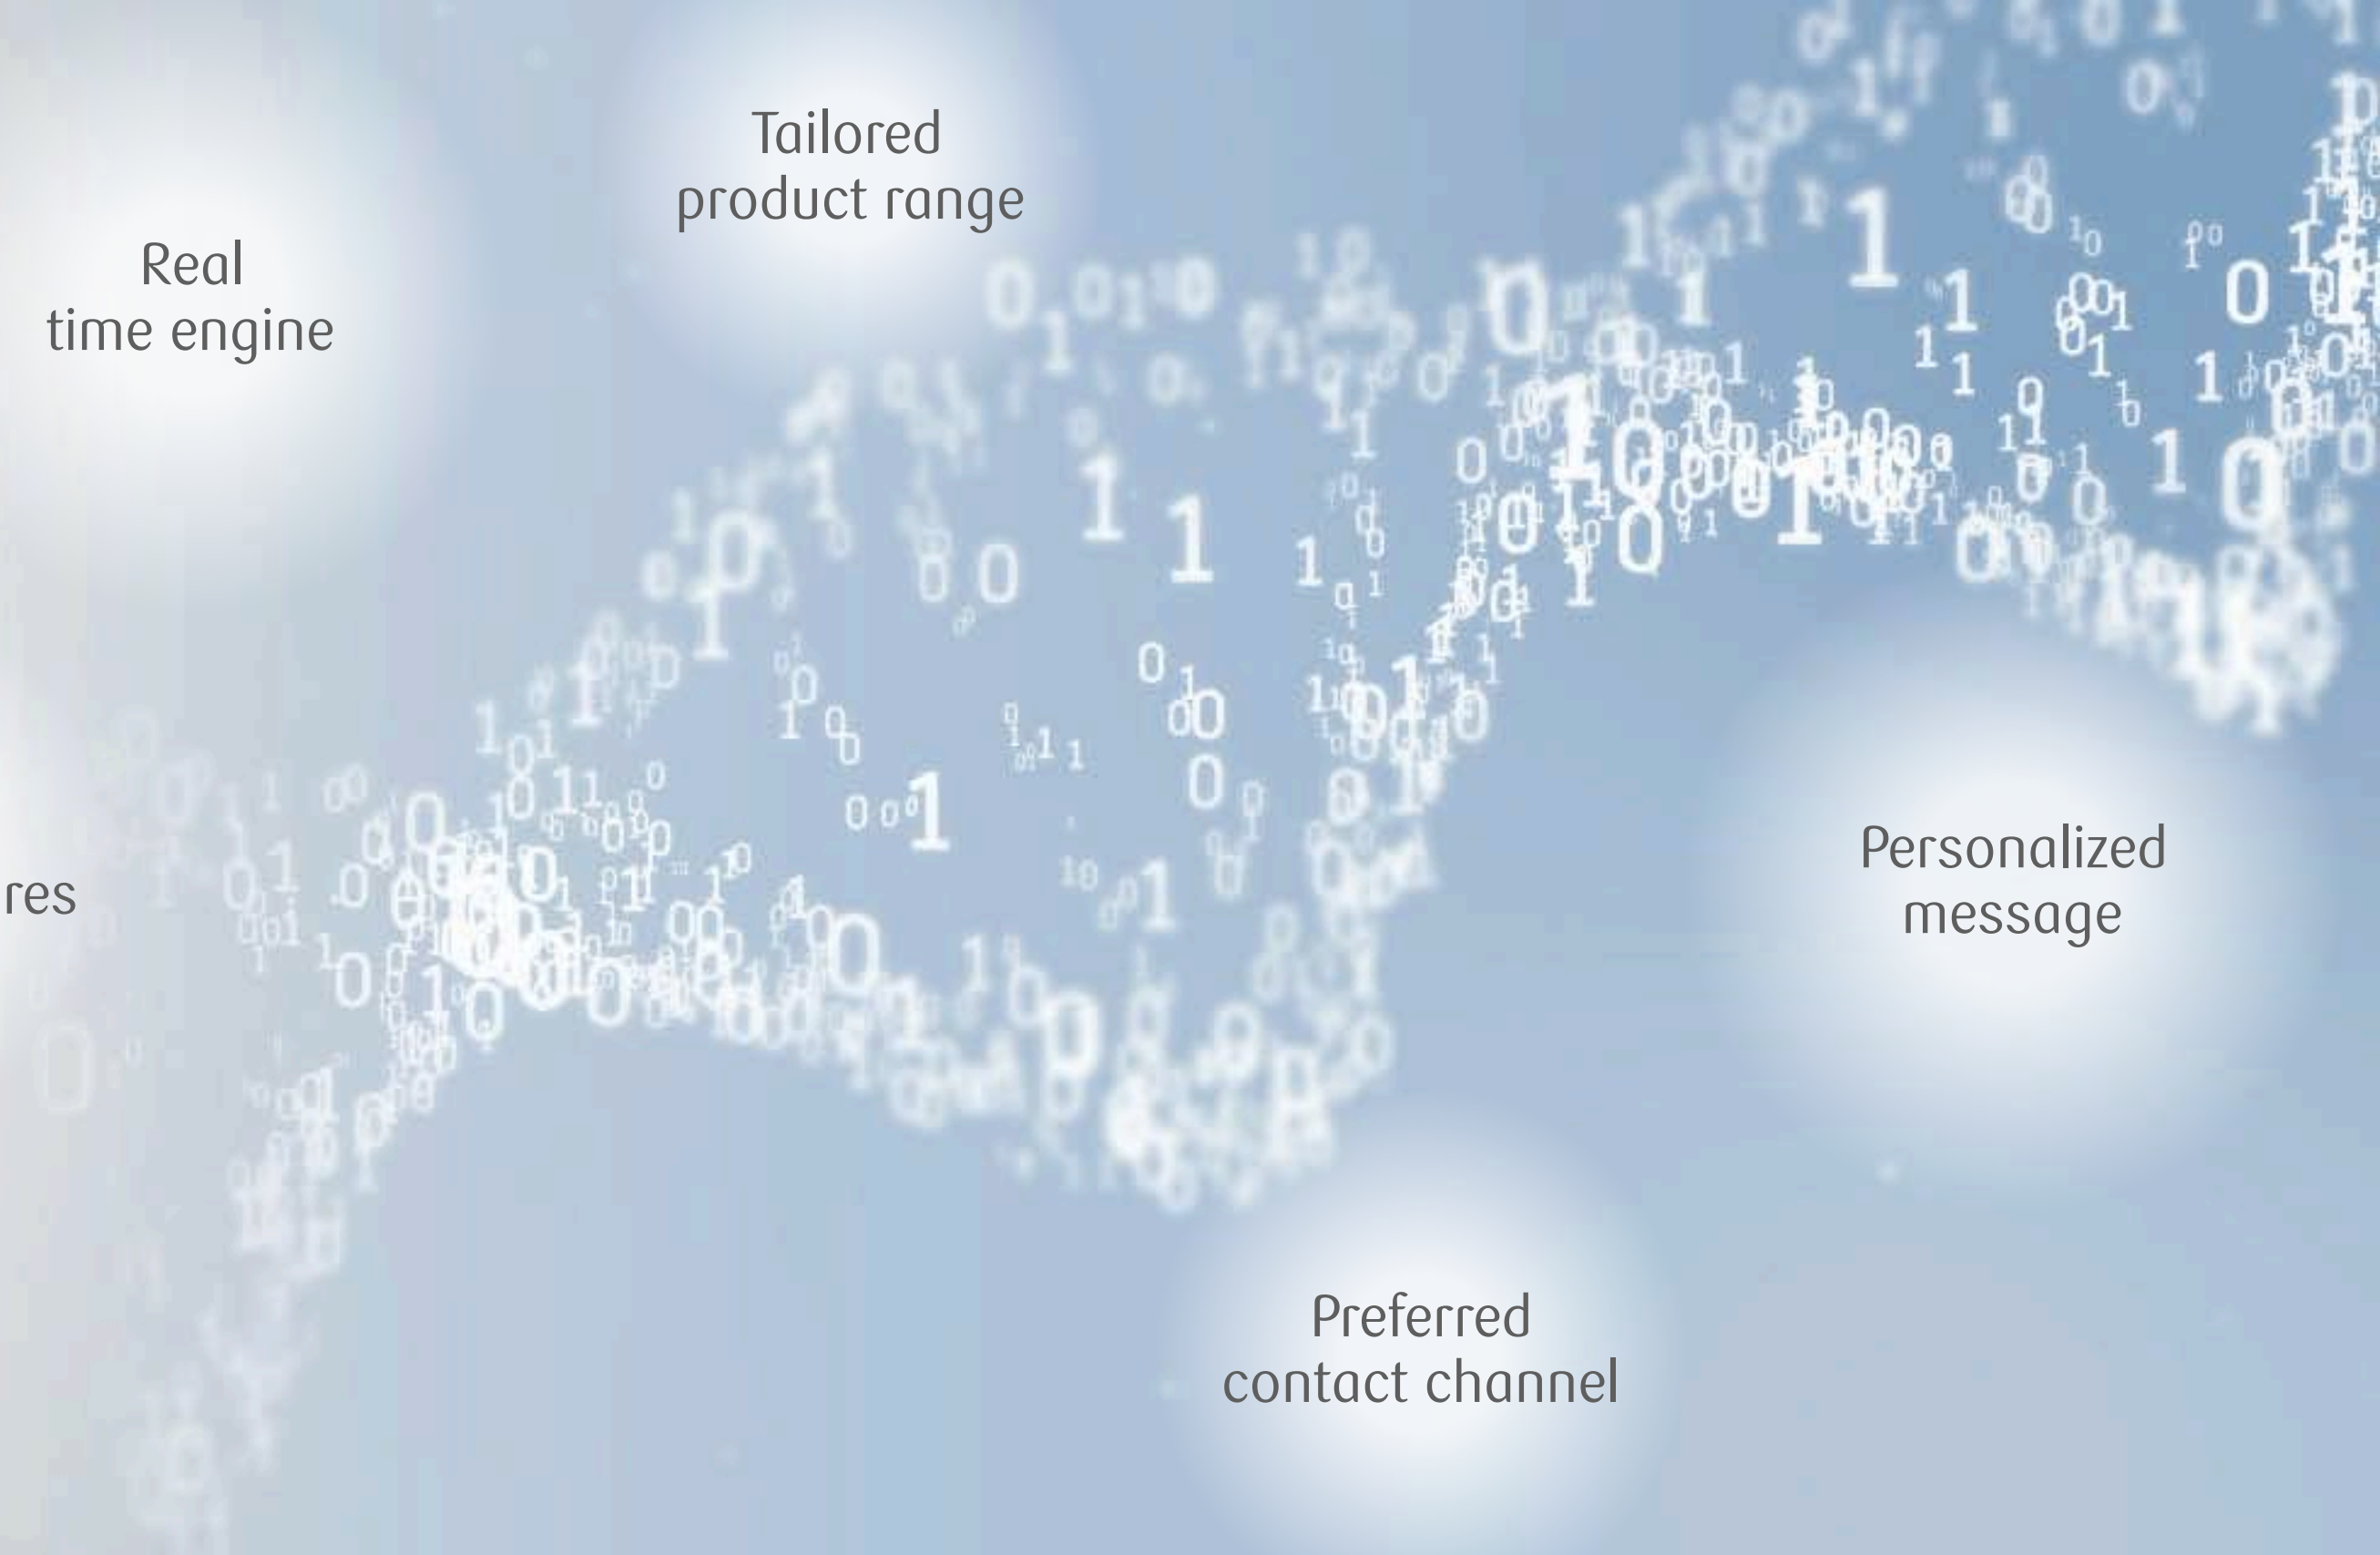 Tailored
product range
Real
time engine
Personalized
message
res
Preferred
contact channel